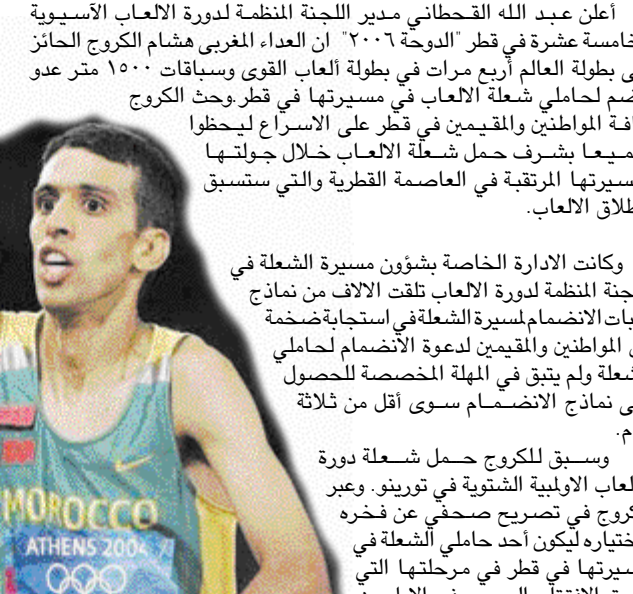 أعلن عبد الله القحطاني مدير اللجنة المنظمة لدورة الالعاب الآسيوية
خامسة عشرة في قطر "الدوحة ٢٠٠٦" ان العداء المغربي هشام الكروج الحائز
ى بطولة العالم أربع مرات في بطولة ألعاب القوى وسباقات ١٥٠٠ متر عدو
ضم لحاملي شعلة الالعاب في مسيرتها في قطر.وحث الكروج
افة المواطنين والمقيمين في قطر على الاسراع ليحظوا
ميعا بشرف حمل شعلة الالعاب خلال جولتها
سيرتها المرتقبة في العاصمة القطرية والتي ستسبق
طلاق الالعاب.
وكانت الادارة الخاصة بشؤون مسيرة الشعلة في
جنة المنظمة لدورة الالعاب تلقت الالاف من نماذج
بات الانضمام لمسيرة الشعلة في استجابة ضخمة
ن المواطنين والمقيمين لدعوة الانضمام لحاملي
شعلة ولم يتبق في المهلة المخصصة للحصول
ى نماذج الانضمام سوى أقل من ثلاثة
م.
وسبق للكروج حمل شعلة دورة
لعاب الاولمبية الشتوية في تورينو. وعبر
كروج في تصريح صحفي عن فخره
ختياره ليكون أحد حاملي الشعلة في
سيرتها في قطر في مرحلتها التي
MOROCCO
ATHENS 2004